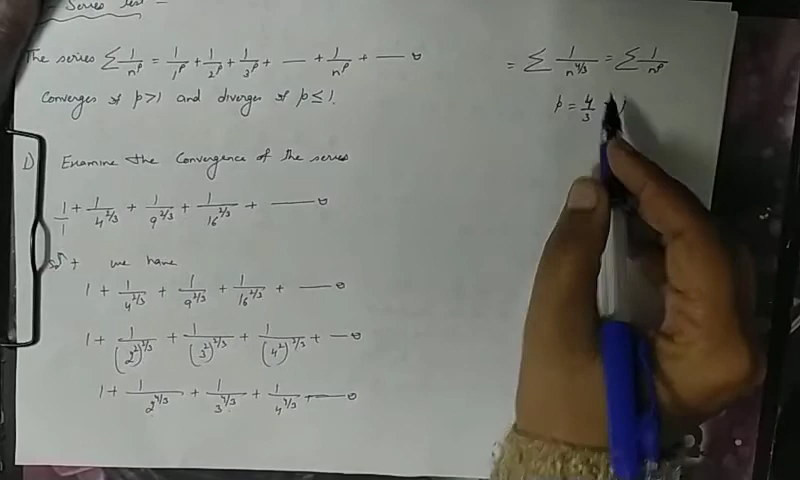 - Series test -
The series ∑ 1/n^p = 1/1^p + 1/2^p + 1/3^p + — + 1/n^p + — ∞
Converges if p>1 and diverges if p≤1.
1) Examine the Convergence of the series
1/1 + 1/4^2/3 + 1/9^2/3 + 1/16^2/3 + — ∞
we have
1 + 1/4^2/3 + 1/9^2/3 + 1/16^2/3 + — ∞
1 + 1/(2^2)^2/3 + 1/(3^2)^2/3 + 1/(4^2)^2/3 + — ∞
1 + 1/2^4/3 + 1/3^4/3 + 1/4^4/3 + — ∞
= ∑ 1/n^4/3 = ∑ 1/n^p
p = 4/3